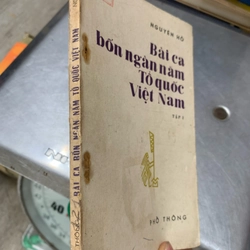 NGUYỄN HỒ
Bài ca
bốn ngàn năm
Tổ quốc
Việt Nam
TẬP I
PHỔ THÔNG
BÀI CA BỐN NGÀN NĂM TỔ QUỐC VIỆT NAM